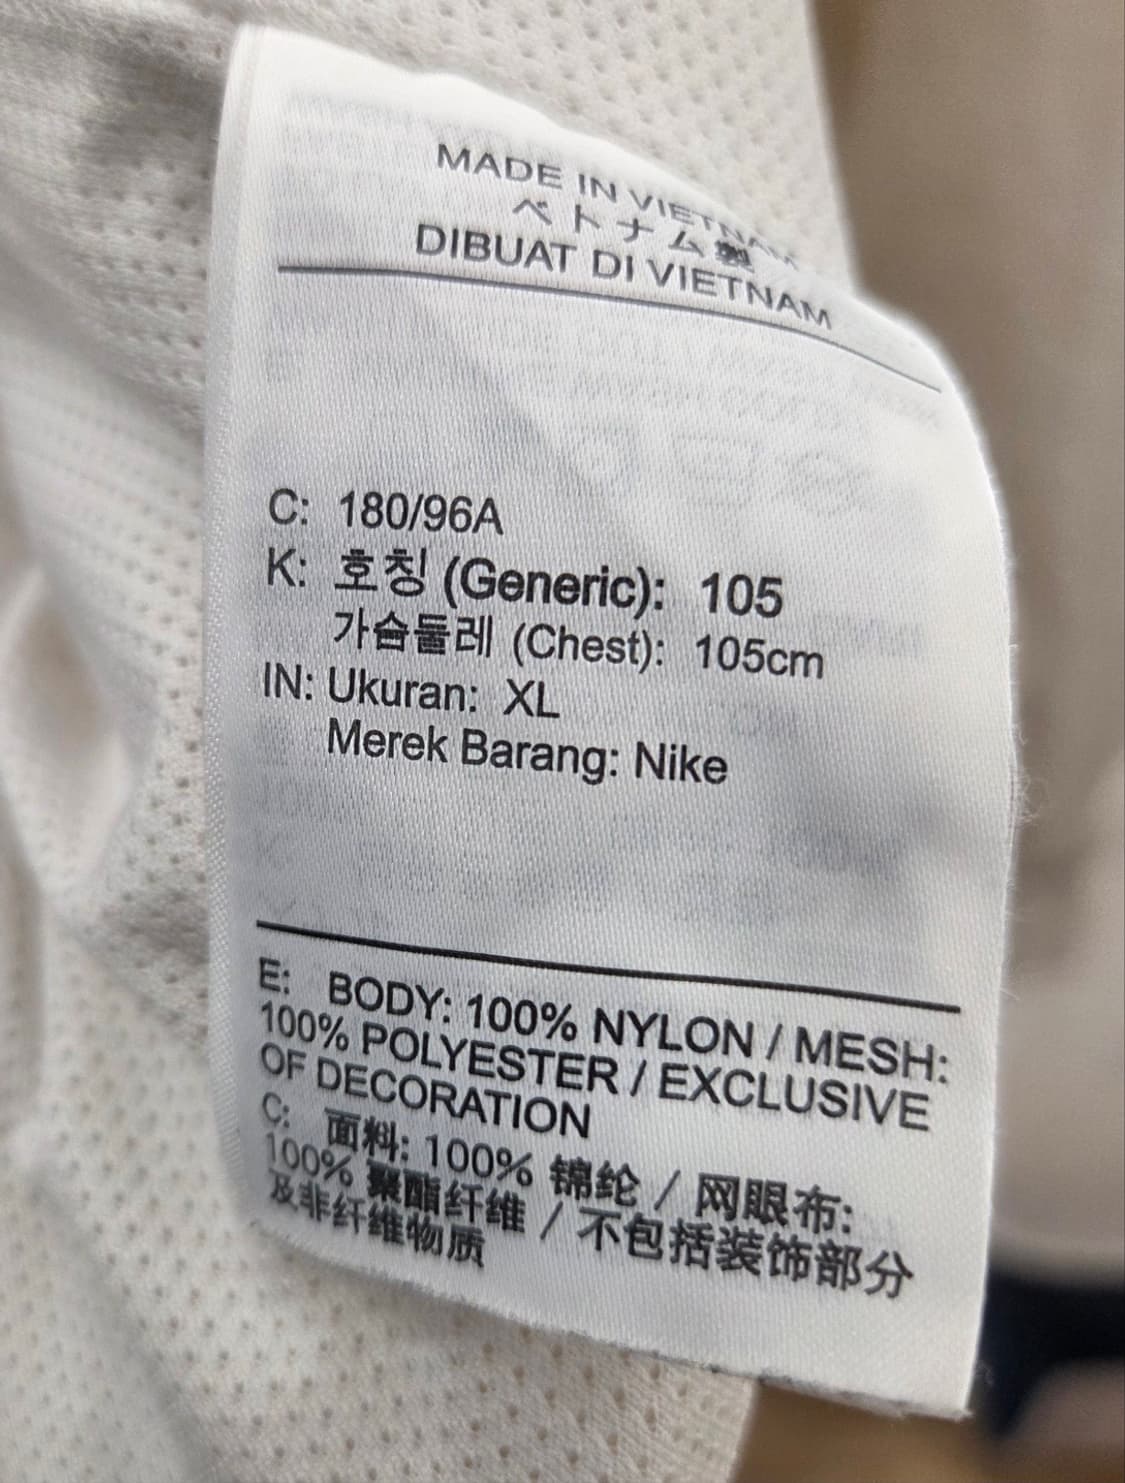 MADE IN VIETNAM
ベトナム製
DIBUAT DI VIETNAM
C: 180/96A
K: 호칭 (Generic): 105
가슴둘레 (Chest): 105cm
IN: Ukuran: XL
Merek Barang: Nike
E: BODY: 100% NYLON / MESH:
100% POLYESTER / EXCLUSIVE
OF DECORATION
C: 面料: 100% 锦纶 / 网眼布:
100% 聚酯纤维 / 不包括装饰部分
及非纤维物质